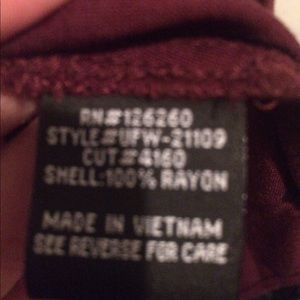 RN#126260
STYLE#UFW-21109
CUT#4160
SHELL:100% RAYON
MADE IN VIETNAM
SEE REVERSE FOR CARE